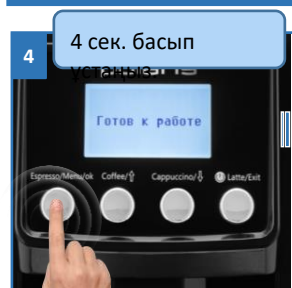 4
4 сек. басып
ұстаңыз
Готов к работе
Espresso/Menu/ok Coffee/⇧ Cappuccino/⇩ Latte/Exit